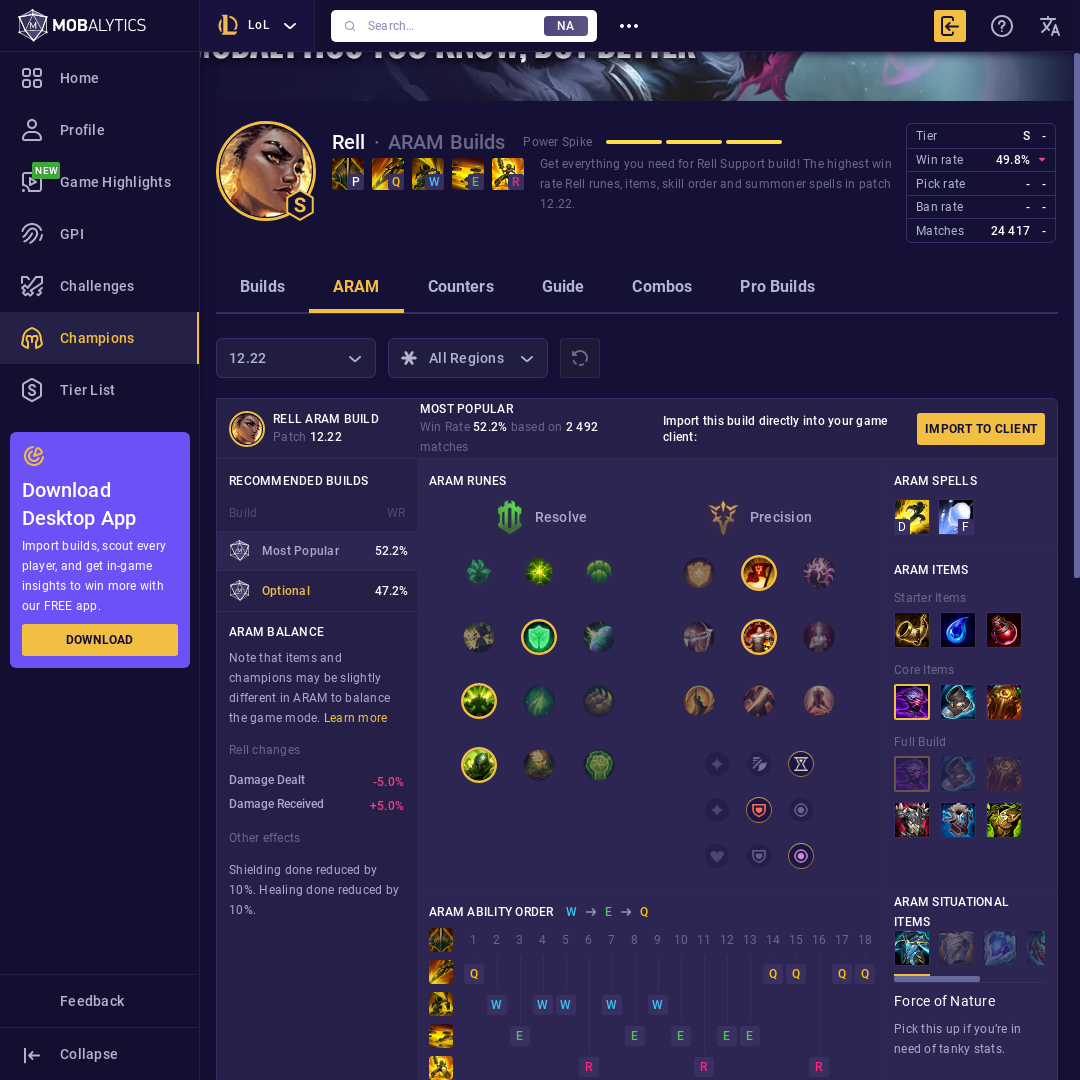 MOBALYTICS
LoL
Search...
NA
Home
Profile
NEW
Game Highlights
GPI
Challenges
Champions
Tier List
Download
Desktop App
Import builds, scout every
player, and get in-game
insights to win more with
our FREE app.
DOWNLOAD
Feedback
Collapse
MOBALYTICS YOU KNOW, BUT BETTER
S
Rell · ARAM Builds
Power Spike
P Q W E R
Get everything you need for Rell Support build! The highest win
rate Rell runes, items, skill order and summoner spells in patch
12.22.
Tier S -
Win rate 49.8%
Pick rate - -
Ban rate - -
Matches 24 417 -
Builds ARAM Counters Guide Combos Pro Builds
12.22 All Regions
RELL ARAM BUILD
Patch 12.22
MOST POPULAR
Win Rate 52.2% based on 2 492
matches
Import this build directly into your game
client:
IMPORT TO CLIENT
RECOMMENDED BUILDS
Build WR
Most Popular 52.2%
Optional 47.2%
ARAM BALANCE
Note that items and
champions may be slightly
different in ARAM to balance
the game mode. Learn more
Rell changes
Damage Dealt -5.0%
Damage Received +5.0%
Other effects
Shielding done reduced by
10%. Healing done reduced by
10%.
ARAM RUNES
Resolve Precision
ARAM ABILITY ORDER W E Q
1 2 3 4 5 6 7 8 9 10 11 12 13 14 15 16 17 18
Q Q Q Q Q
W W W W W
E E E E E
R R R
ARAM SPELLS
D F
ARAM ITEMS
Starter Items
Core Items
Full Build
ARAM SITUATIONAL
ITEMS
Force of Nature
Pick this up if you're in
need of tanky stats.